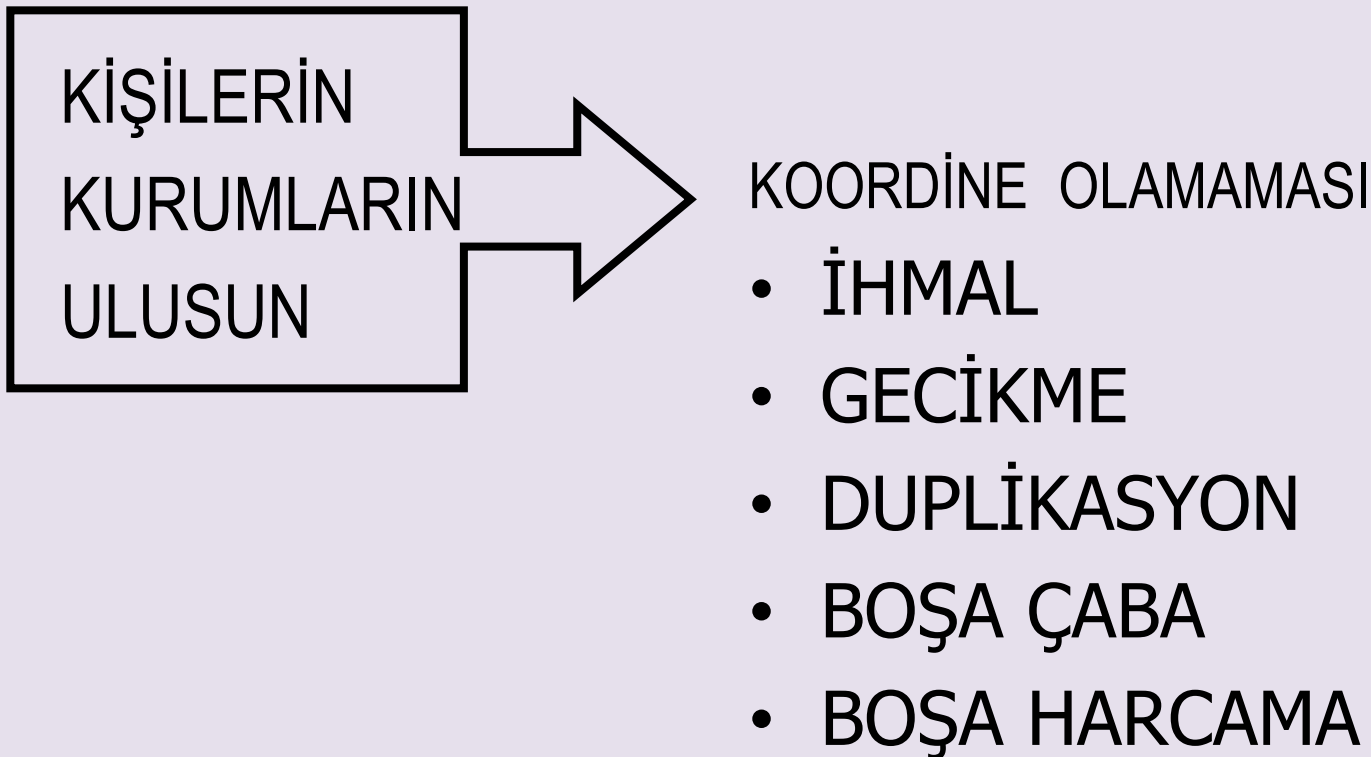 KİŞİLERİN
KURUMLARIN
ULUSUN
KOORDİNE OLAMAMASI
• İHMAL
• GECİKME
• DUPLİKASYON
• BOŞA ÇABA
• BOŞA HARCAMA